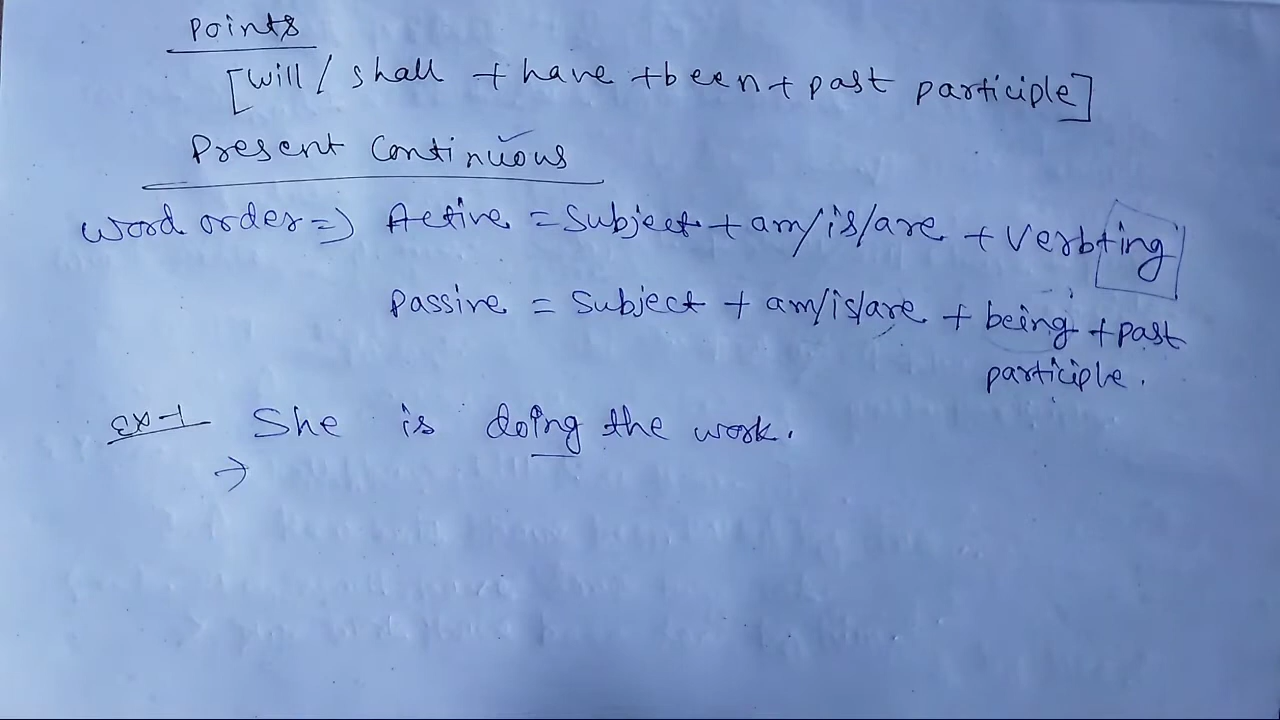 Points
[will / shall + have + been + past participle]
Present Continuous
word order => Active = Subject + am/is/are + verb+ing
Passive = Subject + am/is/are + being + past
participle.
Ex-1 She is doing the work.
→